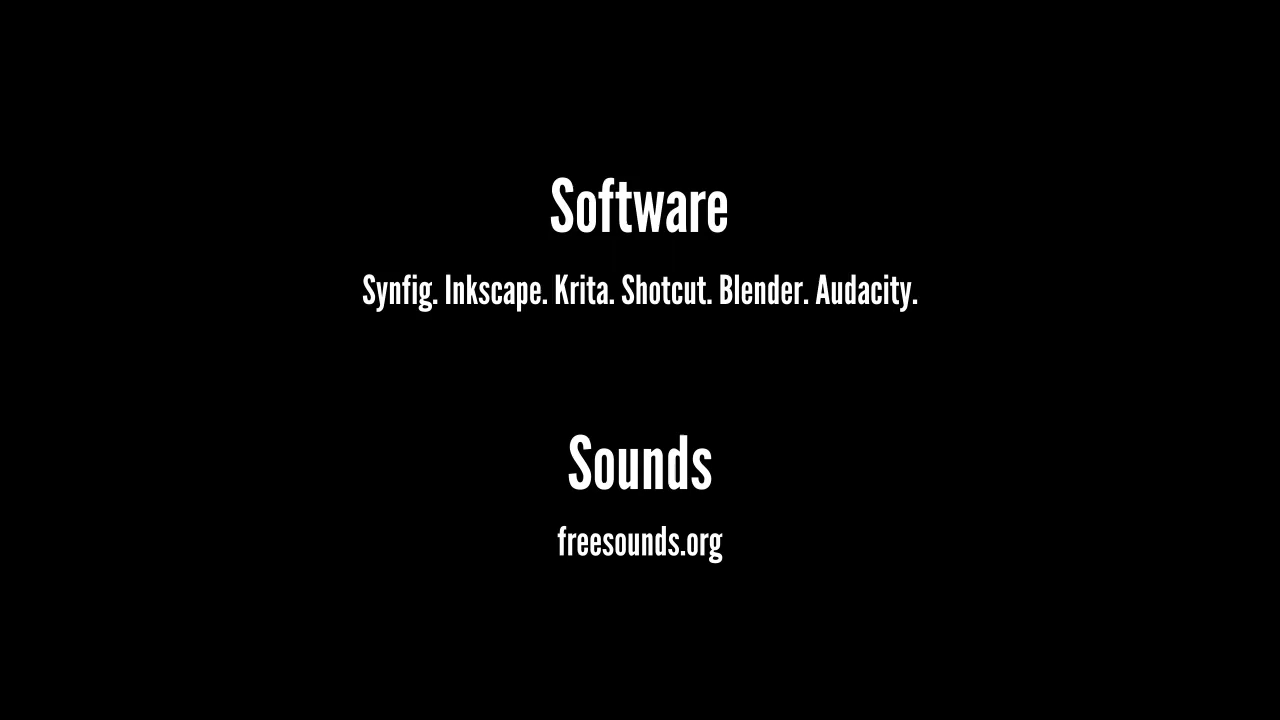 Software
Synfig. Inkscape. Krita. Shotcut. Blender. Audacity.
Sounds
freesounds.org